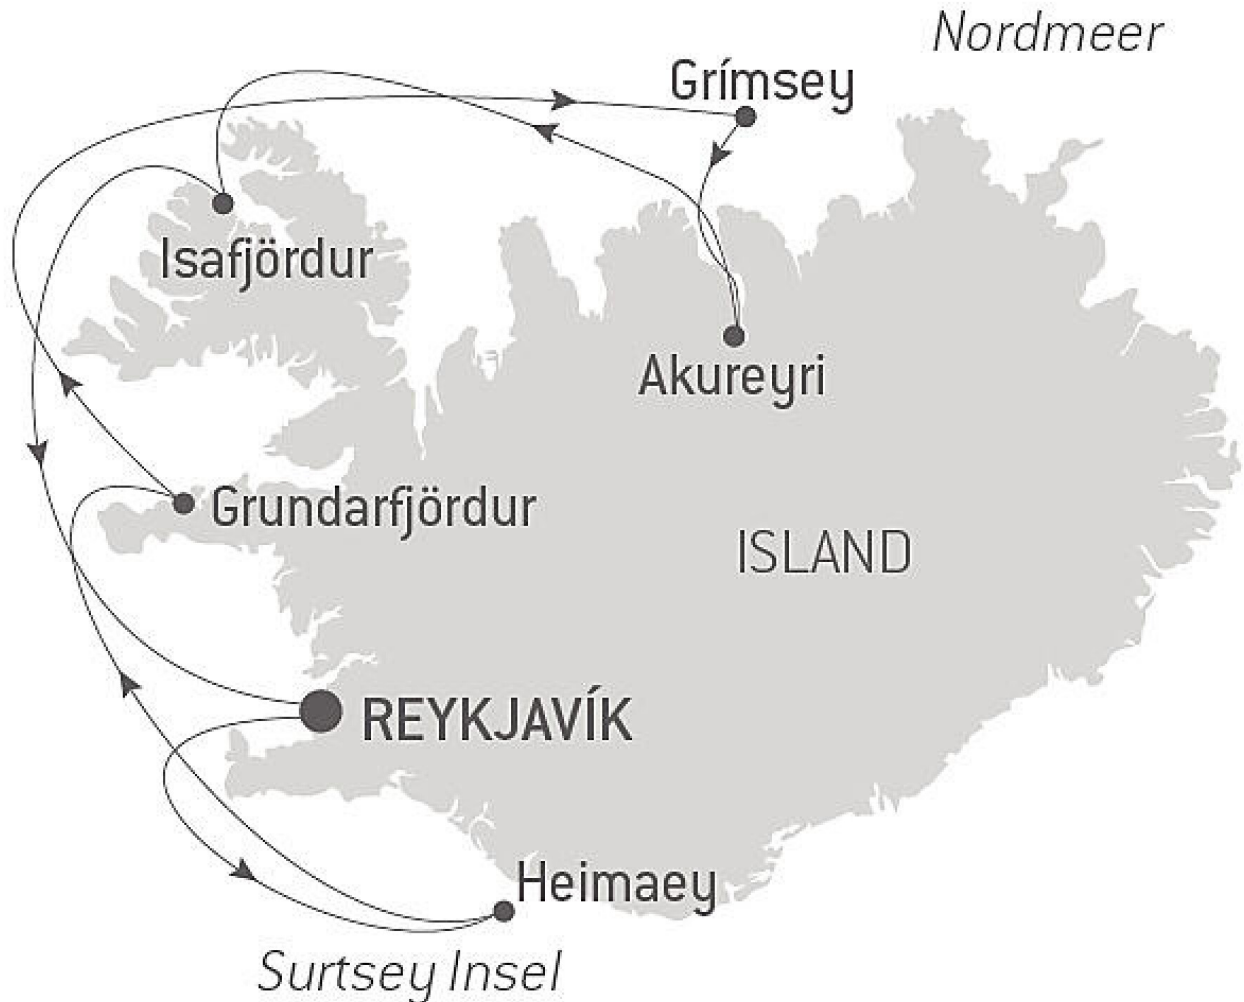 Nordmeer
Grímsey
Isafjördur
Akureyri
Grundarfjördur
ISLAND
REYKJAVÍK
Heimaey
Surtsey Insel